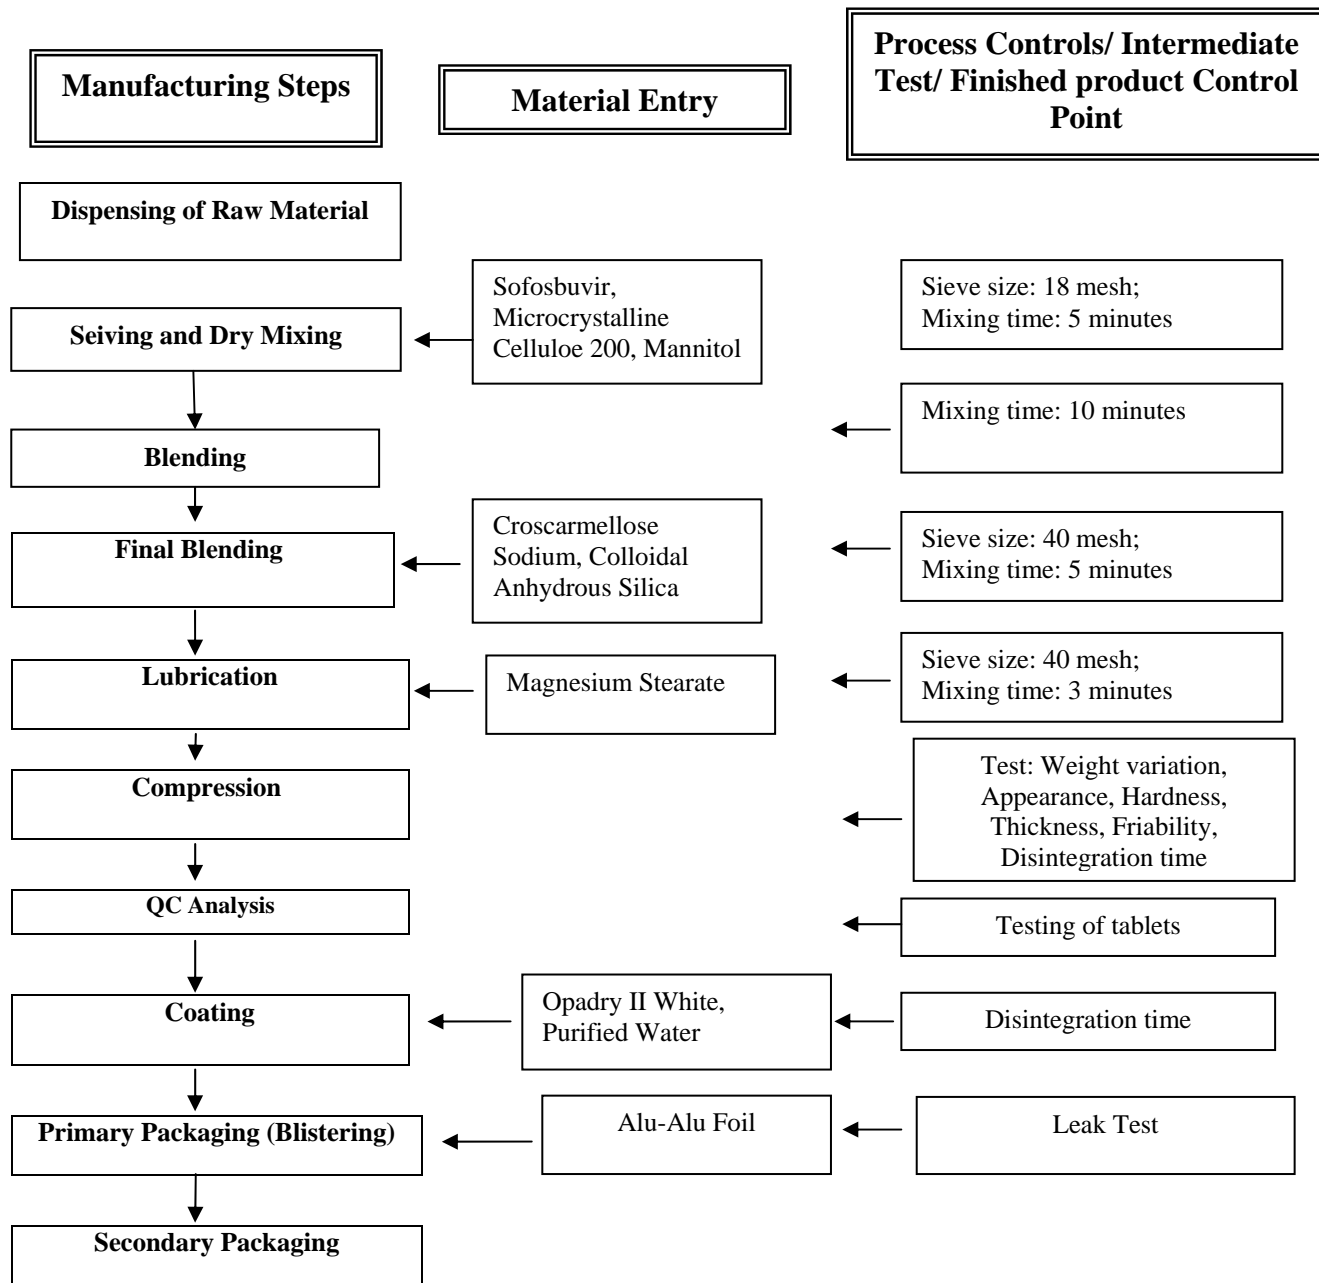 Manufacturing Steps
Material Entry
Process Controls/ Intermediate
Test/ Finished product Control
Point
Dispensing of Raw Material
Seiving and Dry Mixing
Sofosbuvir,
Microcrystalline
Celluloe 200, Mannitol
Sieve size: 18 mesh;
Mixing time: 5 minutes
Blending
Mixing time: 10 minutes
Final Blending
Croscarmellose
Sodium, Colloidal
Anhydrous Silica
Sieve size: 40 mesh;
Mixing time: 5 minutes
Lubrication
Magnesium Stearate
Sieve size: 40 mesh;
Mixing time: 3 minutes
Compression
Test: Weight variation,
Appearance, Hardness,
Thickness, Friability,
Disintegration time
QC Analysis
Testing of tablets
Coating
Opadry II White,
Purified Water
Disintegration time
Primary Packaging (Blistering)
Alu-Alu Foil
Leak Test
Secondary Packaging